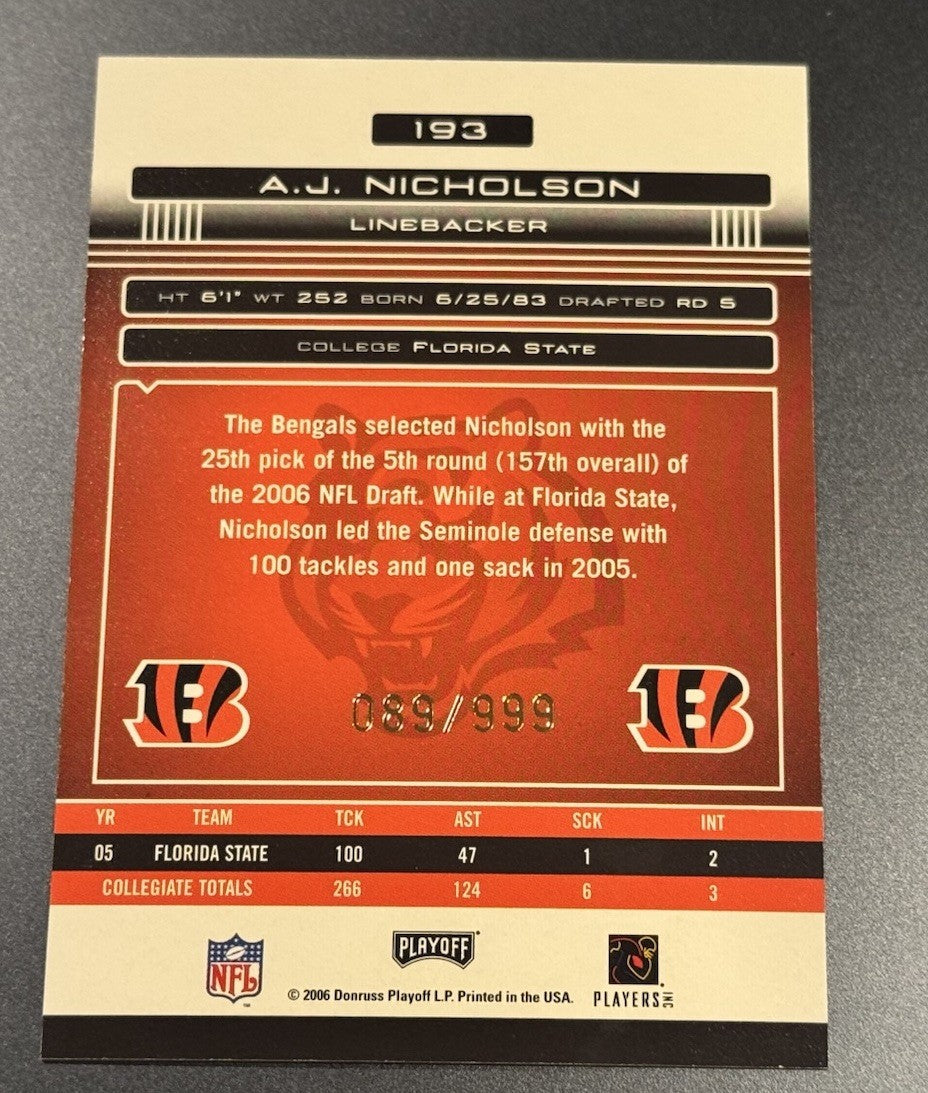 193
A.J. NICHOLSON
LINEBACKER
HT 6'1" WT 252 BORN 6/25/83 DRAFTED RD 5
COLLEGE FLORIDA STATE
The Bengals selected Nicholson with the
25th pick of the 5th round (157th overall) of
the 2006 NFL Draft. While at Florida State,
Nicholson led the Seminole defense with
100 tackles and one sack in 2005.
B B
089/999
YR TEAM TCK AST SCK INT
05 FLORIDA STATE 100 47 1 2
COLLEGIATE TOTALS 266 124 6 3
NFL PLAYOFF
© 2006 Donruss Playoff L.P. Printed in the USA. PLAYERS INC